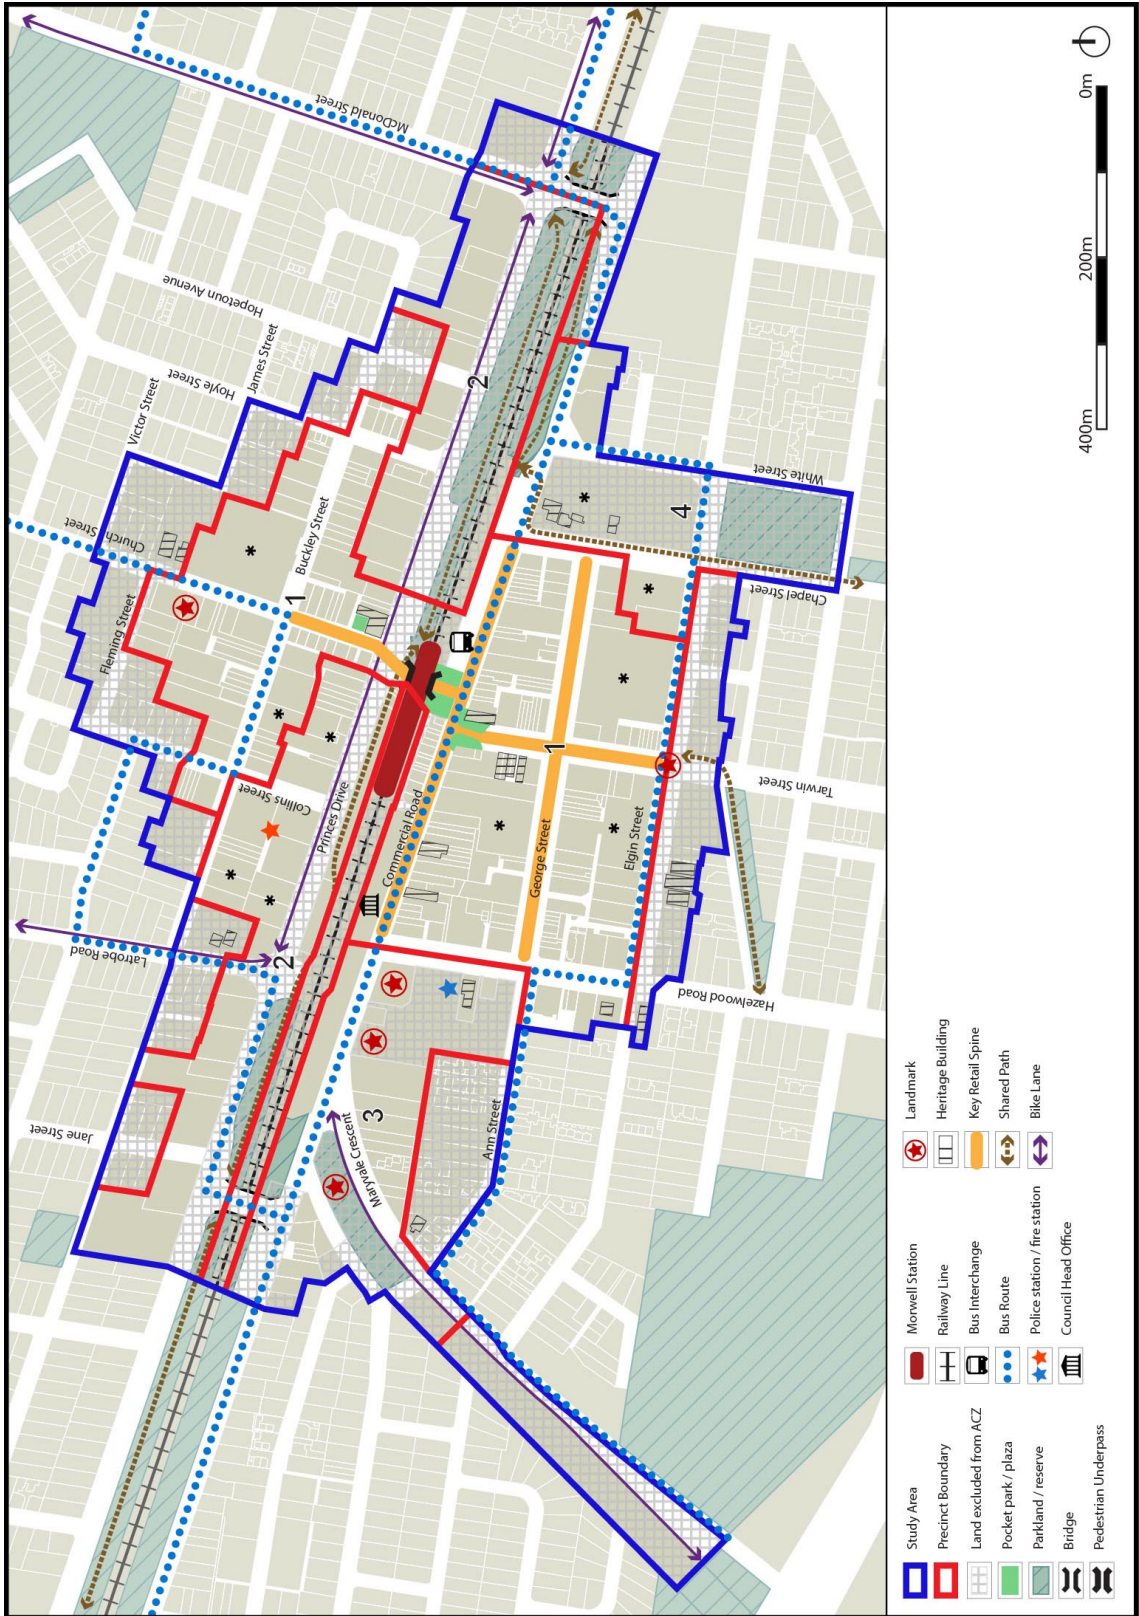 McDonald Street
Hopetoun Avenue
Hoyle Street
James Street
Victor Street
Church Street
Buckley Street
Fleming Street
1
2
Collins Street
Princes Drive
Commercial Road
Latrobe Road
2
Jane Street
George Street
1
Elgin Street
White Street
4
Chapel Street
Tarwin Street
Hazelwood Road
3
Maryvale Crescent
Ann Street
Study Area
Precinct Boundary
Land excluded from ACZ
Pocket park / plaza
Parkland / reserve
Bridge
Pedestrian Underpass
Morwell Station
Railway Line
Bus Interchange
Bus Route
Police station / fire station
Council Head Office
Landmark
Heritage Building
Key Retail Spine
Shared Path
Bike Lane
400m
200m
0m